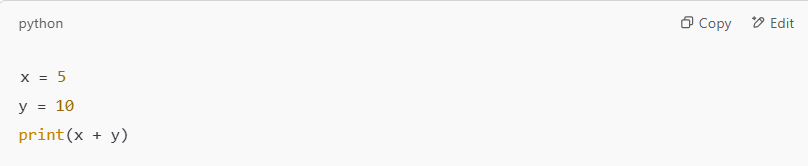 python Copy Edit
x = 5
y = 10
print(x + y)